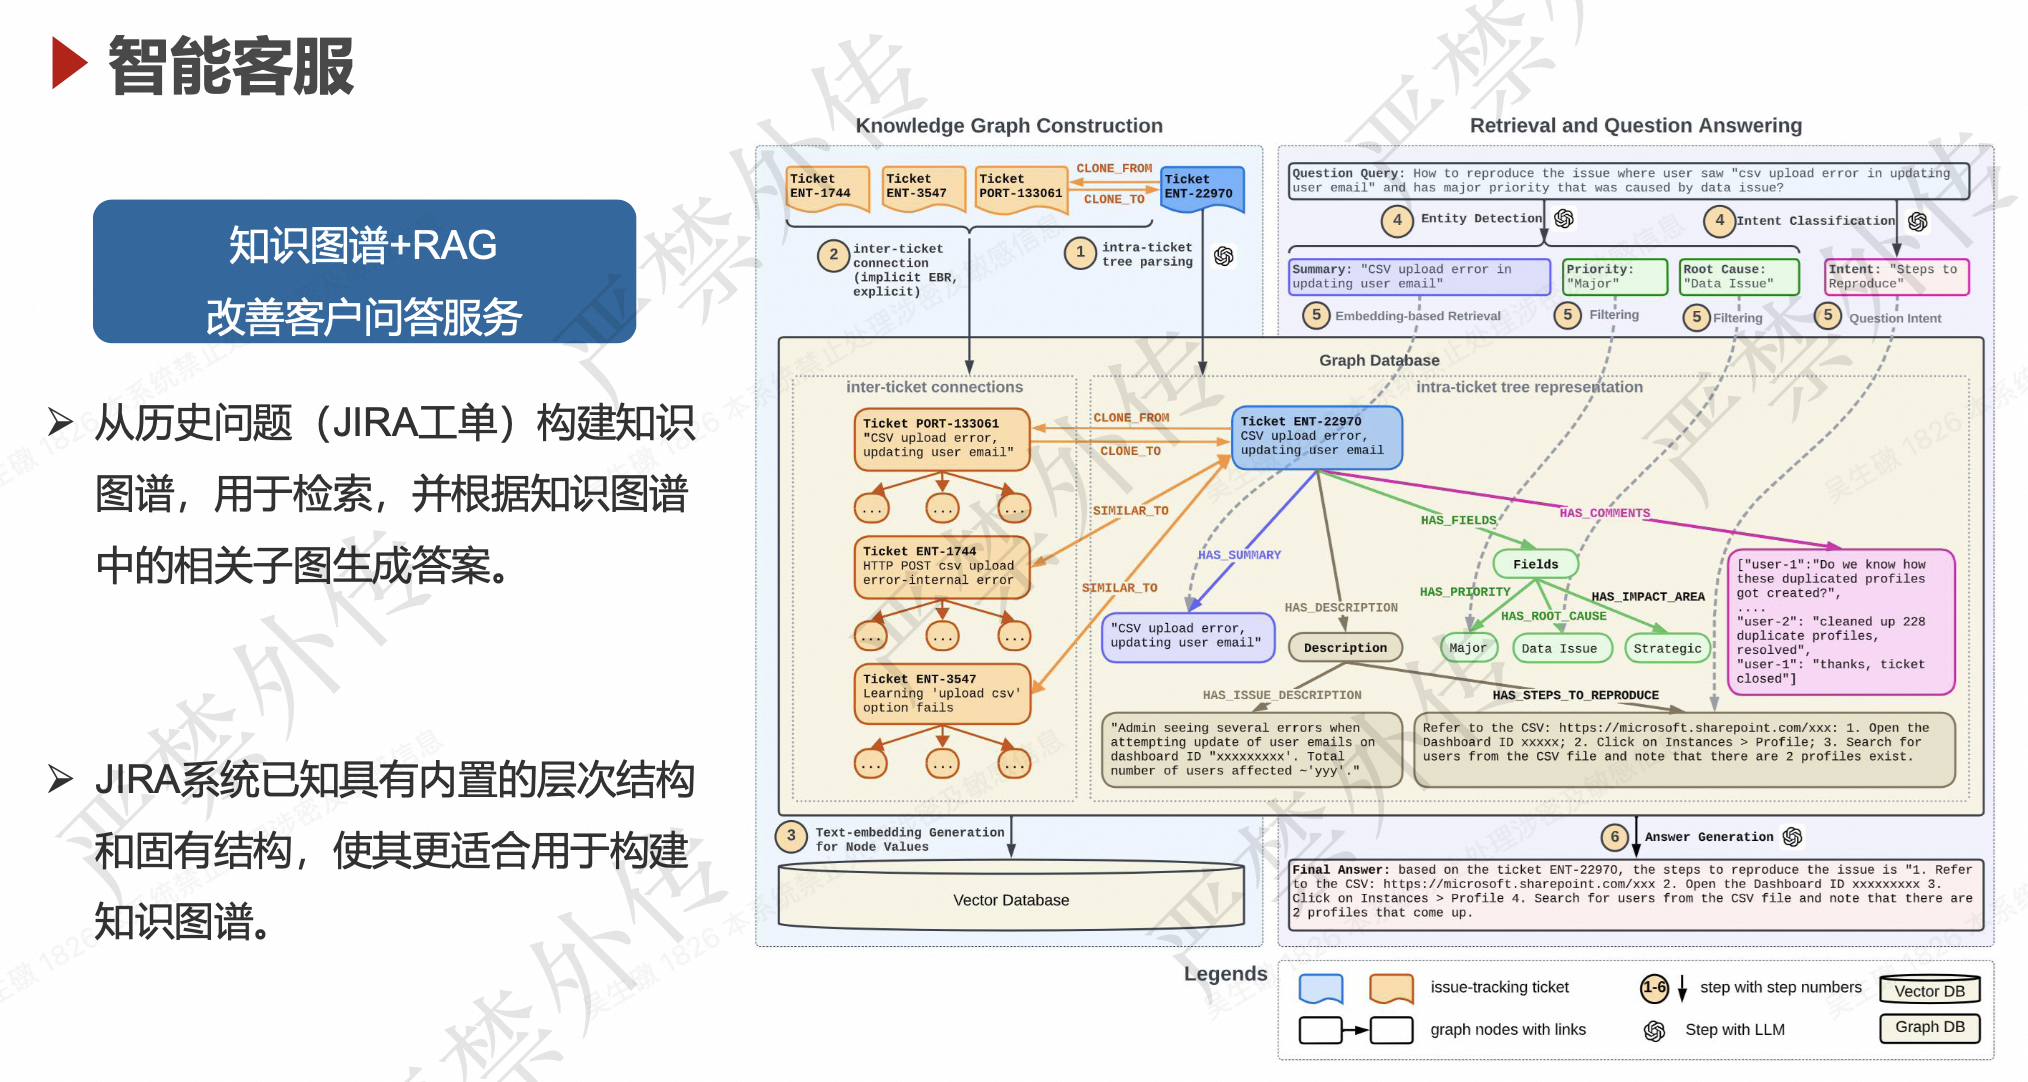 智能客服
知识图谱+RAG
改善客户问答服务
从历史问题（JIRA工单）构建知识
图谱，用于检索，并根据知识图谱
中的相关子图生成答案。
JIRA系统已知具有内置的层次结构
和固有结构，使其更适合用于构建
知识图谱。
Knowledge Graph Construction
Ticket
ENT-1744
Ticket
ENT-3547
Ticket
PORT-133061
CLONE_FROM
CLONE_TO
Ticket
ENT-22970
2
inter-ticket
connection
(implicit EBR,
explicit)
1
intra-ticket
tree parsing
Retrieval and Question Answering
Question Query: How to reproduce the issue where user saw "csv upload error in updating
user email" and has major priority that was caused by data issue?
4
Entity Detection
4
Intent Classification
Summary: "CSV upload error in
updating user email"
Priority:
"Major"
Root Cause:
"Data Issue"
Intent: "Steps to
Reproduce"
5
Embedding-based Retrieval
5
Filtering
5
Filtering
5
Question Intent
Graph Database
inter-ticket connections
Ticket PORT-133061
"CSV upload error,
updating user email"
...
...
...
Ticket ENT-1744
HTTP POST csv upload
error-internal error
...
...
...
Ticket ENT-3547
Learning 'upload csv'
option fails
...
...
...
intra-ticket tree representation
CLONE_FROM
CLONE_TO
SIMILAR_TO
SIMILAR_TO
Ticket ENT-22970
CSV upload error,
updating user email
HAS_SUMMARY
HAS_DESCRIPTION
HAS_FIELDS
HAS_COMMENTS
Fields
HAS_PRIORITY
HAS_ROOT_CAUSE
HAS_IMPACT_AREA
"CSV upload error,
updating user email"
Description
Major
Data Issue
Strategic
["user-1":"Do we know how
these duplicated profiles
got created?",
....
"user-2": "cleaned up 228
duplicate profiles,
resolved",
"user-1": "thanks, ticket
closed"]
HAS_ISSUE_DESCRIPTION
HAS_STEPS_TO_REPRODUCE
"Admin seeing several errors when
attempting update of user emails on
dashboard ID "xxxxxxxxx'. Total
number of users affected ~'yyy'."
Refer to the CSV: https://microsoft.sharepoint.com/xxx: 1. Open the
Dashboard ID xxxxx; 2. Click on Instances > Profile; 3. Search for
users from the CSV file and note that there are 2 profiles exist.
3
Text-embedding Generation
for Node Values
Vector Database
6
Answer Generation
Final Answer: based on the ticket ENT-22970, the steps to reproduce the issue is "1. Refer
to the CSV: https://microsoft.sharepoint.com/xxx 2. Open the Dashboard ID xxxxxxxxx 3.
Click on Instances > Profile 4. Search for users from the CSV file and note that there are
2 profiles that come up.
Legends
issue-tracking ticket
1-6
step with step numbers
Vector DB
graph nodes with links
Step with LLM
Graph DB
严禁外传